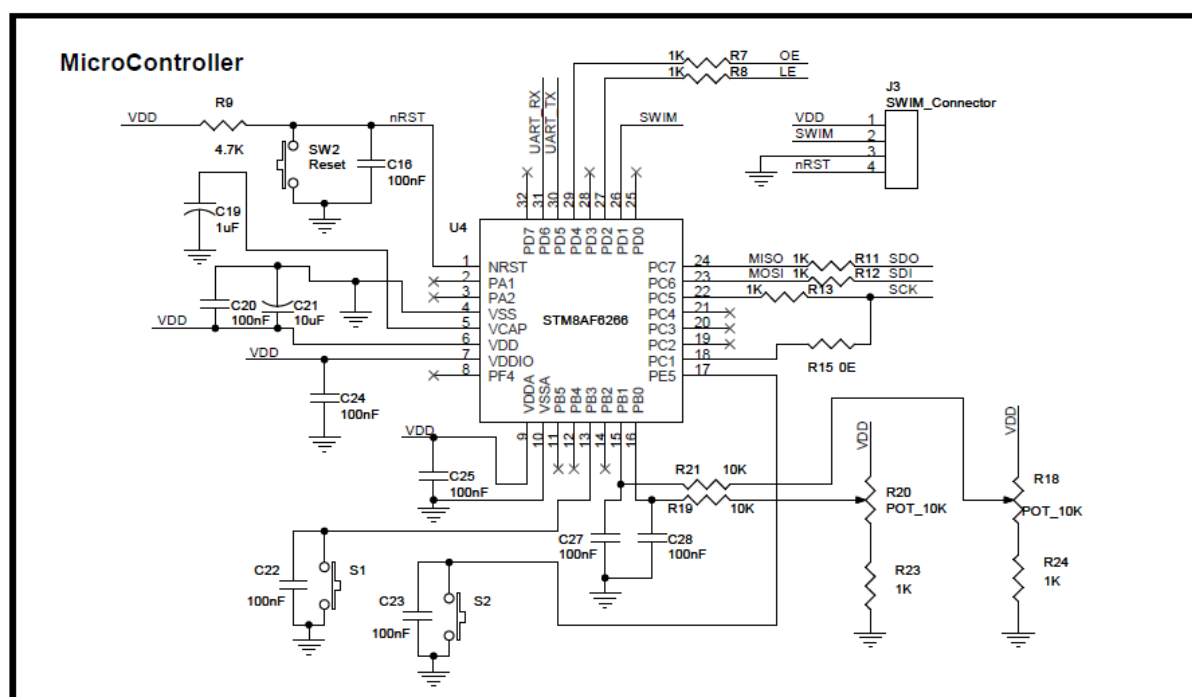 MicroController
1K R7 OE
1K R8 LE
J3
SWIM_Connector
VDD 1
SWIM 2
3
nRST 4
R9
VDD
4.7K
nRST
SW2
Reset
C16
100nF
UART_RX
UART_TX
SWIM
C19
1uF
U4
32 31 30 29 28 27 26 25
PD7 PD6 PD5 PD4 PD3 PD2 PD1 PD0
1 NRST
2 PA1
3 PA2
4 VSS
5 VCAP
6 VDD
7 VDDIO
8 PF4
STM8AF6266
PC7 24 MISO 1K R11 SDO
PC6 23 MOSI 1K R12 SDI
PC5 22 1K R13 SCK
PC4 21
PC3 20
PC2 19
PC1 18
PE5 17
R15 0E
C20
100nF
C21
10uF
VDD
VDD
C24
100nF
VDDA VSSA PB5 PB4 PB3 PB2 PB1 PB0
9 10 11 12 13 14 15 16
VDD
C25
100nF
R21 10K
R19 10K
C27
100nF
C28
100nF
VDD
R20
POT_10K
R23
1K
VDD
R18
POT_10K
R24
1K
C22
100nF
S1
C23
100nF
S2